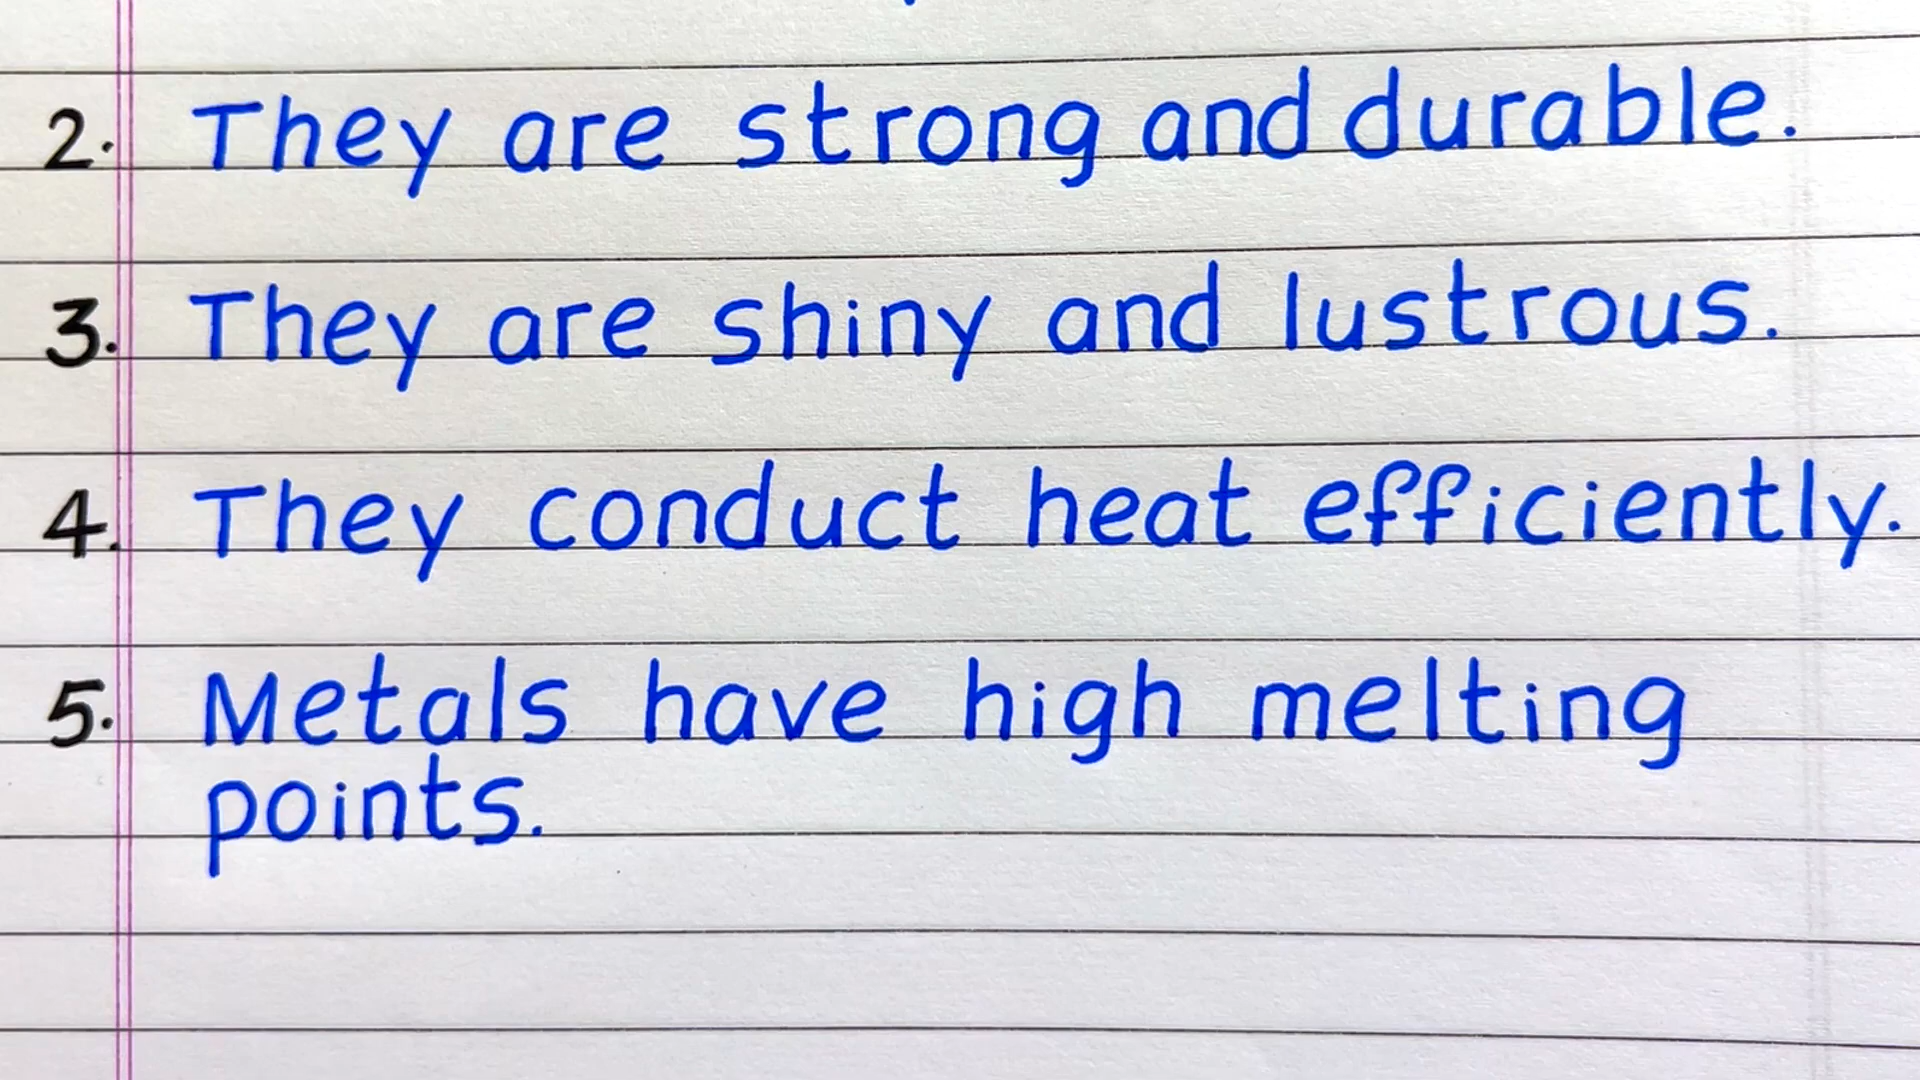 2. They are strong and durable.
3. They are shiny and lustrous.
4. They conduct heat efficiently.
5. Metals have high melting
points.